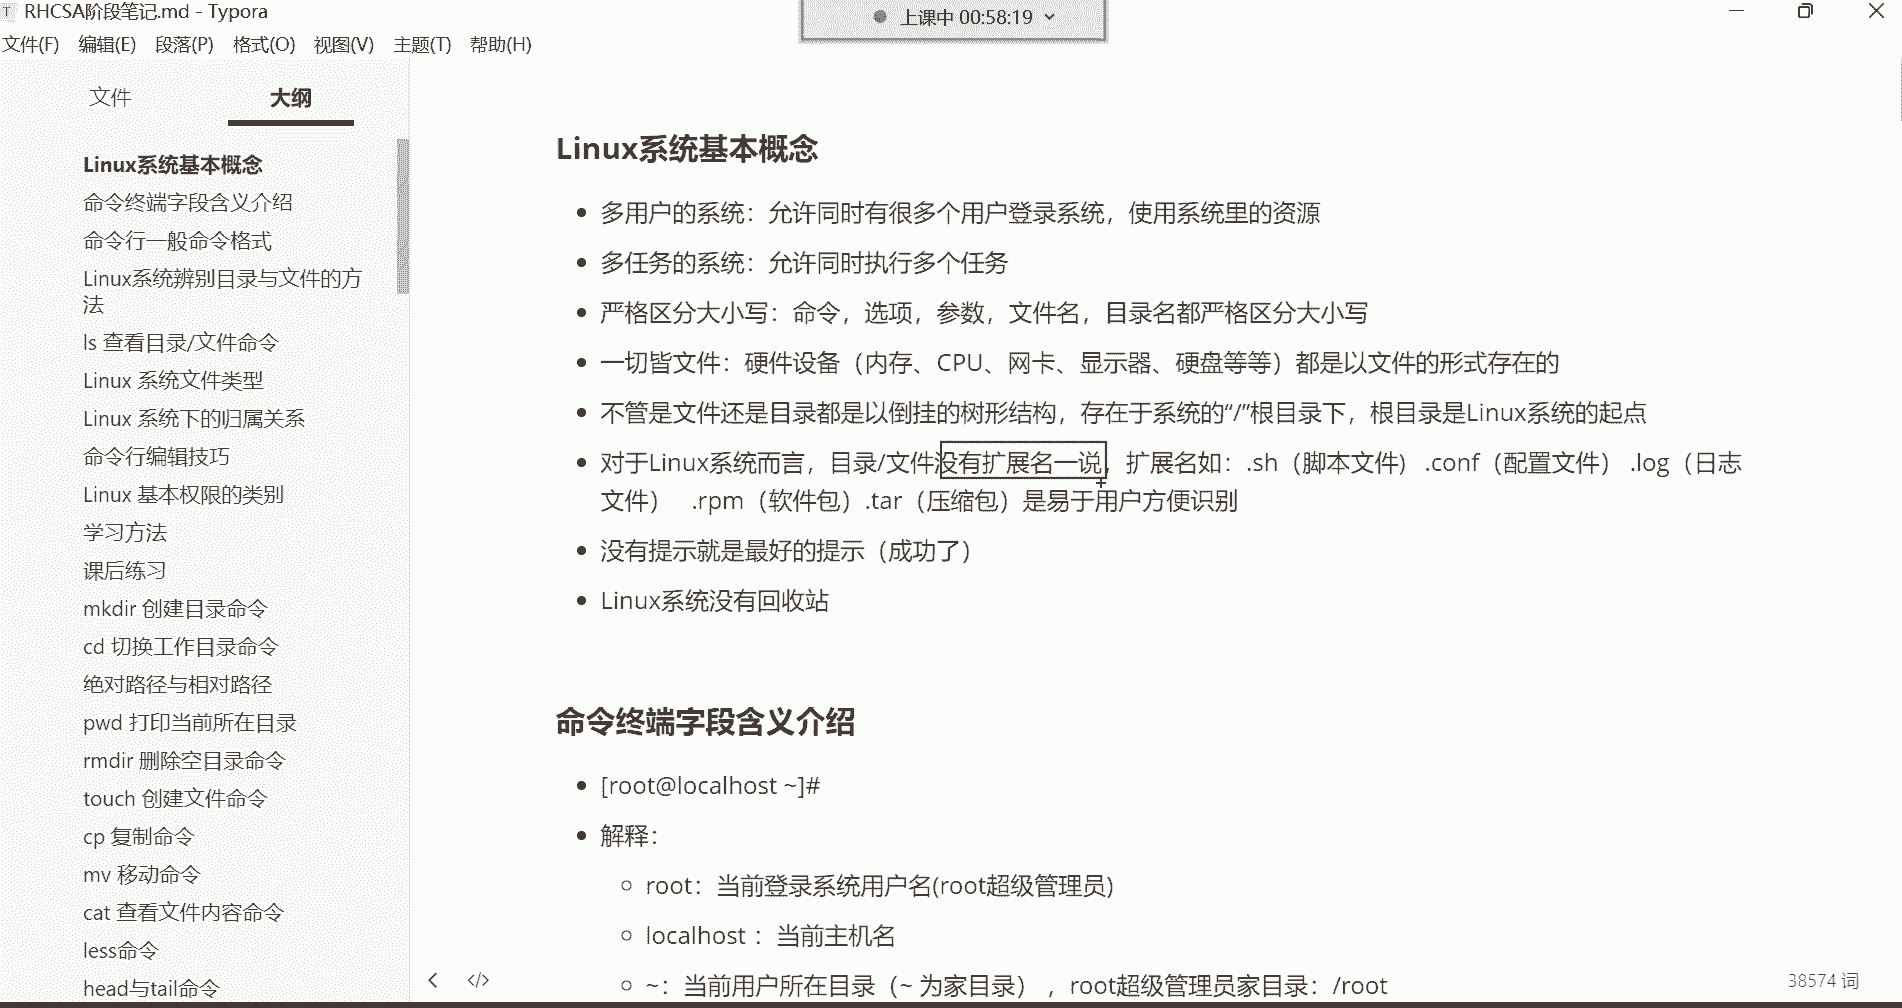 RHCSA阶段笔记.md - Typora
上课中 00:58:19
文件(F) 编辑(E) 段落(P) 格式(O) 视图(V) 主题(T) 帮助(H)
文件 大纲
Linux系统基本概念
命令终端字段含义介绍
命令行一般命令格式
Linux系统辨别目录与文件的方
法
ls 查看目录/文件命令
Linux 系统文件类型
Linux 系统下的归属关系
命令行编辑技巧
Linux 基本权限的类别
学习方法
课后练习
mkdir 创建目录命令
cd 切换工作目录命令
绝对路径与相对路径
pwd 打印当前所在目录
rmdir 删除空目录命令
touch 创建文件命令
cp 复制命令
mv 移动命令
cat 查看文件内容命令
less命令
head与tail命令
Linux系统基本概念
多用户的系统：允许同时有很多个用户登录系统，使用系统里的资源
多任务的系统：允许同时执行多个任务
严格区分大小写：命令，选项，参数，文件名，目录名都严格区分大小写
一切皆文件：硬件设备（内存、CPU、网卡、显示器、硬盘等等）都是以文件的形式存在的
不管是文件还是目录都是以倒挂的树形结构，存在于系统的“/”根目录下，根目录是Linux系统的起点
对于Linux系统而言，目录/文件没有扩展名一说，扩展名如：.sh（脚本文件）.conf（配置文件）.log（日志
文件） .rpm（软件包）.tar（压缩包）是易于用户方便识别
没有提示就是最好的提示（成功了）
Linux系统没有回收站
命令终端字段含义介绍
[root@localhost ~]#
解释：
root：当前登录系统用户名(root超级管理员)
localhost ：当前主机名
~：当前用户所在目录（~ 为家目录），root超级管理员家目录：/root
38574 词